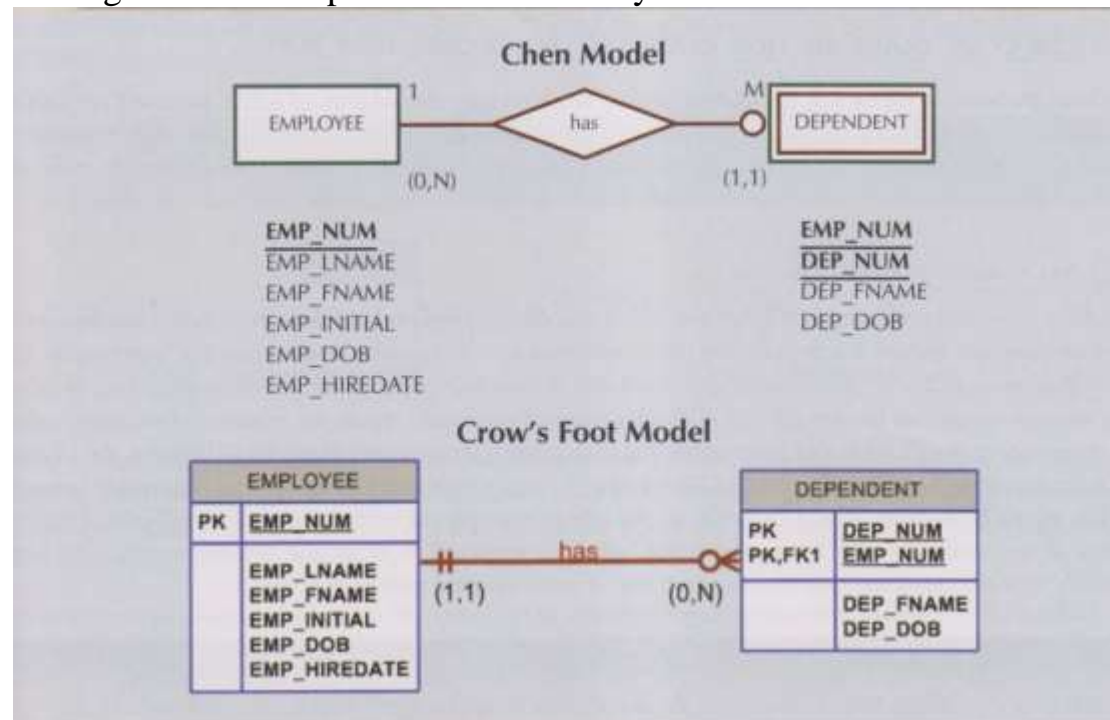 Chen Model
1
M
EMPLOYEE
has
DEPENDENT
(0,N)
(1,1)
EMP_NUM
EMP_LNAME
EMP_FNAME
EMP_INITIAL
EMP_DOB
EMP_HIREDATE
EMP_NUM
DEP_NUM
DEP_FNAME
DEP_DOB
Crow's Foot Model
EMPLOYEE
PK EMP_NUM
EMP_LNAME
EMP_FNAME
EMP_INITIAL
EMP_DOB
EMP_HIREDATE
has
(1,1)
(0,N)
DEPENDENT
PK DEP_NUM
PK,FK1 EMP_NUM
DEP_FNAME
DEP_DOB